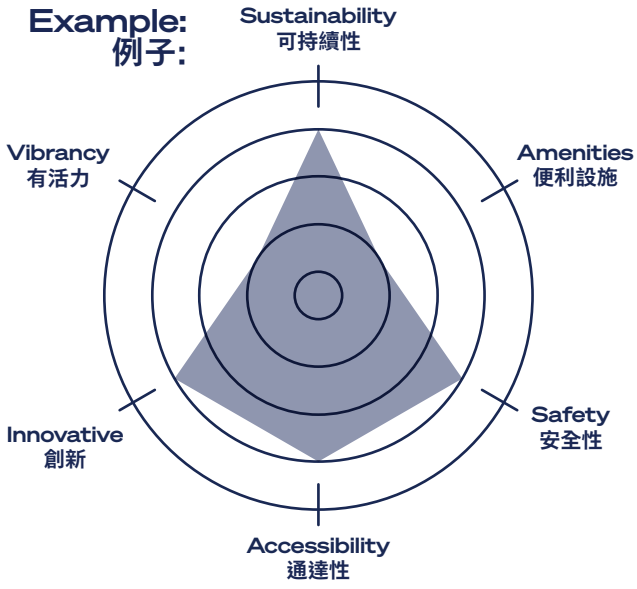 Example:
例子:
Sustainability
可持續性
Vibrancy
有活力
Amenities
便利設施
Innovative
創新
Safety
安全性
Accessibility
通達性